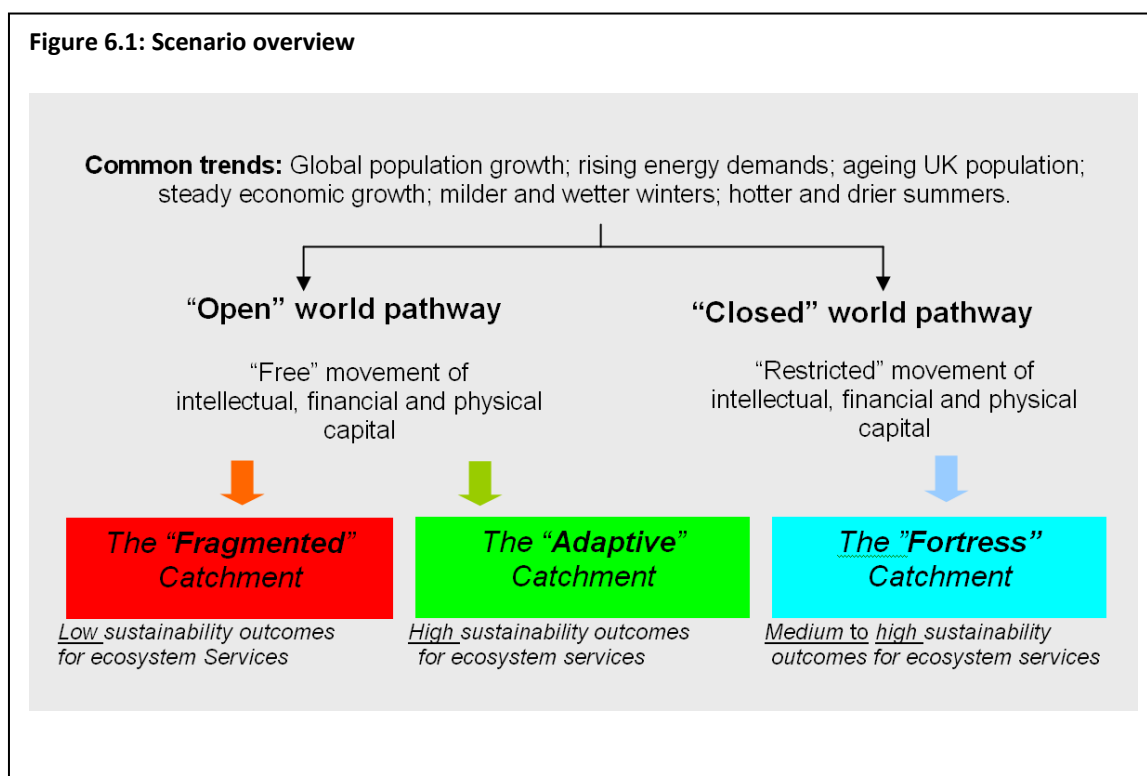 Figure 6.1: Scenario overview
Common trends: Global population growth; rising energy demands; ageing UK population;
steady economic growth; milder and wetter winters; hotter and drier summers.
“Open” world pathway
“Free” movement of
intellectual, financial and physical
capital
“Closed” world pathway
“Restricted” movement of
intellectual, financial and physical
capital
The “Fragmented”
Catchment
Low sustainability outcomes
for ecosystem Services
The “Adaptive”
Catchment
High sustainability outcomes
for ecosystem services
The ”Fortress”
Catchment
Medium to high sustainability
outcomes for ecosystem services